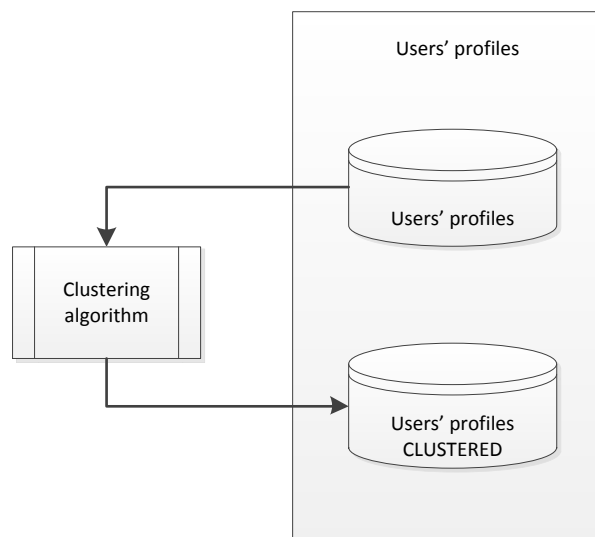 Users’ profiles
Users’ profiles
Clustering
algorithm
Users’ profiles
CLUSTERED